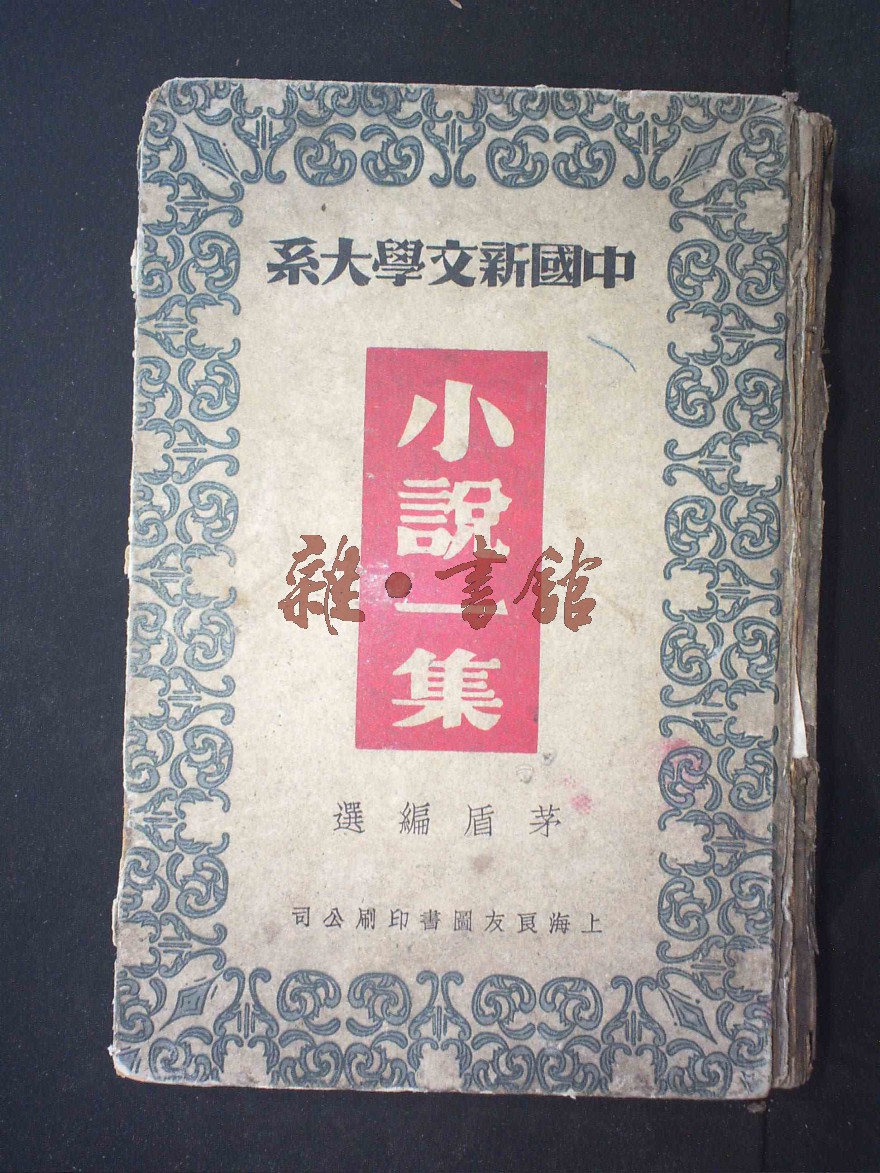 中國新文學大系
小說一集
雜·書館
茅盾編選
上海良友圖書印刷公司